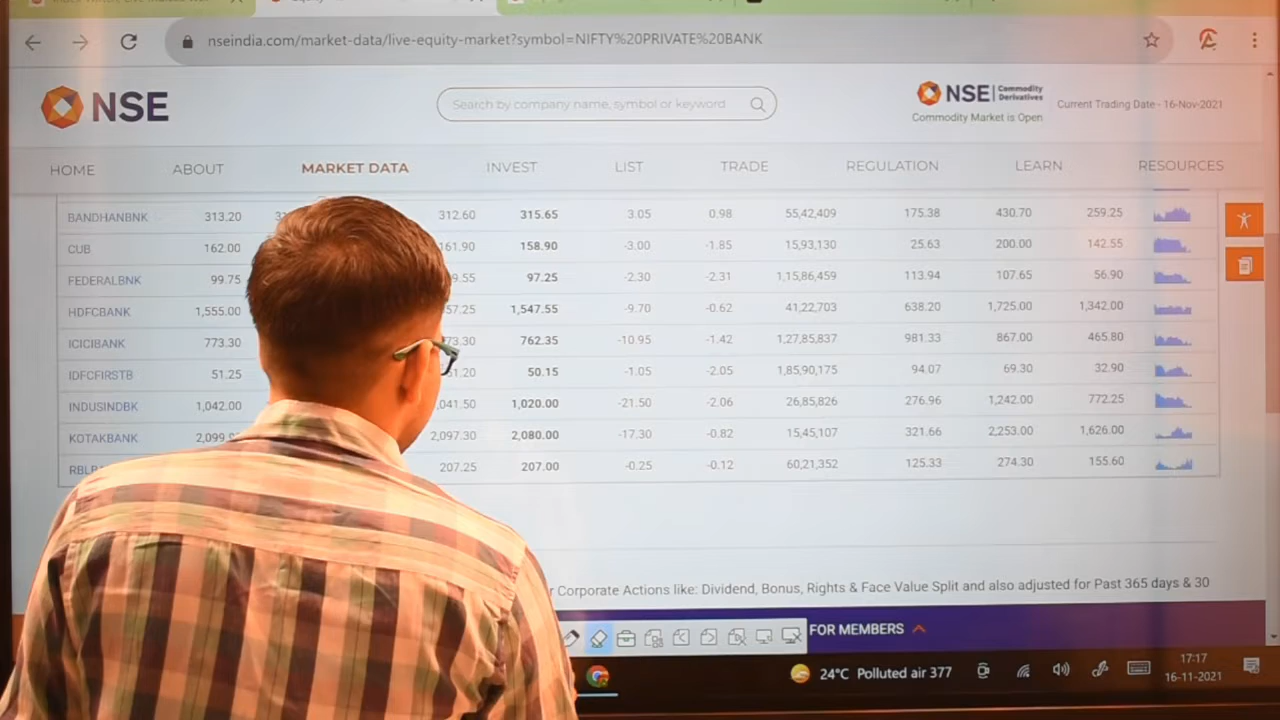 nseindia.com/market-data/live-equity-market?symbol=NIFTY%20PRIVATE%20BANK
NSE
Search by company name, symbol or keyword
NSE Commodity Derivatives
Commodity Market is Open
Current Trading Date - 16-Nov-2021
HOME ABOUT MARKET DATA INVEST LIST TRADE REGULATION LEARN RESOURCES
BANDHANBNK 313.20 312.60 315.65 3.05 0.98 55,42,409 175.38 430.70 259.25
CUB 162.00 161.90 158.90 -3.00 -1.85 15,93,130 25.63 200.00 142.55
FEDERALBNK 99.75 97.25 -2.30 -2.31 1,15,86,459 113.94 107.65 56.90
HDFCBANK 1,555.00 1,547.55 -9.70 -0.62 41,22,703 638.20 1,725.00 1,342.00
ICICIBANK 773.30 762.35 -10.95 -1.42 1,27,85,837 981.33 867.00 465.80
IDFCFIRSTB 51.25 50.15 -1.05 -2.05 1,85,90,175 94.07 69.30 32.90
INDUSINDBK 1,042.00 1,020.00 -21.50 -2.06 26,85,826 276.96 1,242.00 772.25
KOTAKBANK 2,097.30 2,080.00 -17.30 -0.82 15,45,107 321.66 2,253.00 1,626.00
207.25 207.00 -0.25 -0.12 60,21,352 125.33 274.30 155.60
Corporate Actions like: Dividend, Bonus, Rights & Face Value Split and also adjusted for Past 365 days & 30
FOR MEMBERS
24°C Polluted air 377
17:17
16-11-2021